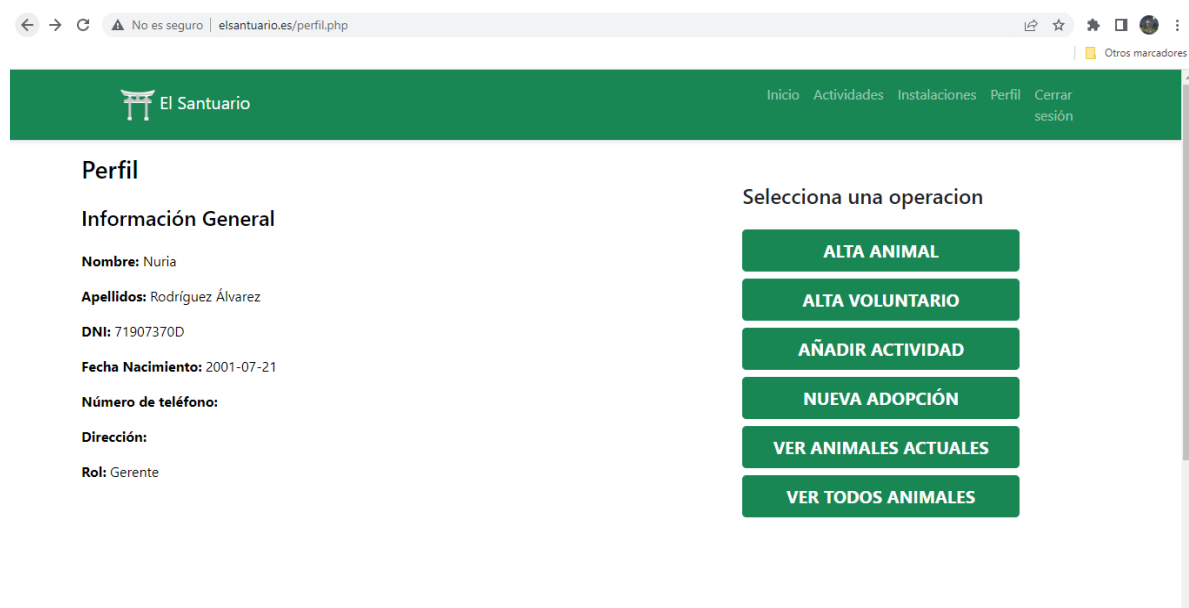 No es seguro | elsantuario.es/perfil.php
Otros marcadores
El Santuario
Inicio Actividades Instalaciones Perfil Cerrar
sesión
Perfil
Información General
Nombre: Nuria
Apellidos: Rodríguez Álvarez
DNI: 71907370D
Fecha Nacimiento: 2001-07-21
Número de teléfono:
Dirección:
Rol: Gerente
Selecciona una operacion
ALTA ANIMAL
ALTA VOLUNTARIO
AÑADIR ACTIVIDAD
NUEVA ADOPCIÓN
VER ANIMALES ACTUALES
VER TODOS ANIMALES